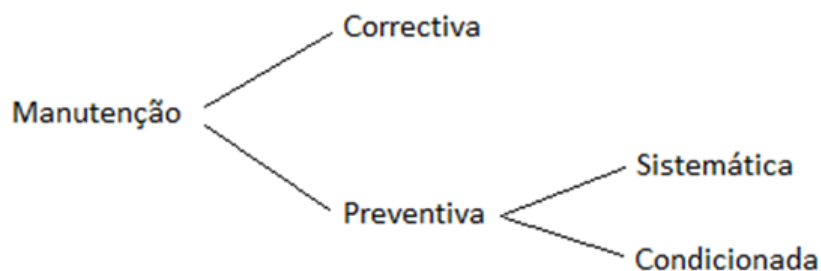 Correctiva
Manutenção
Sistemática
Preventiva
Condicionada